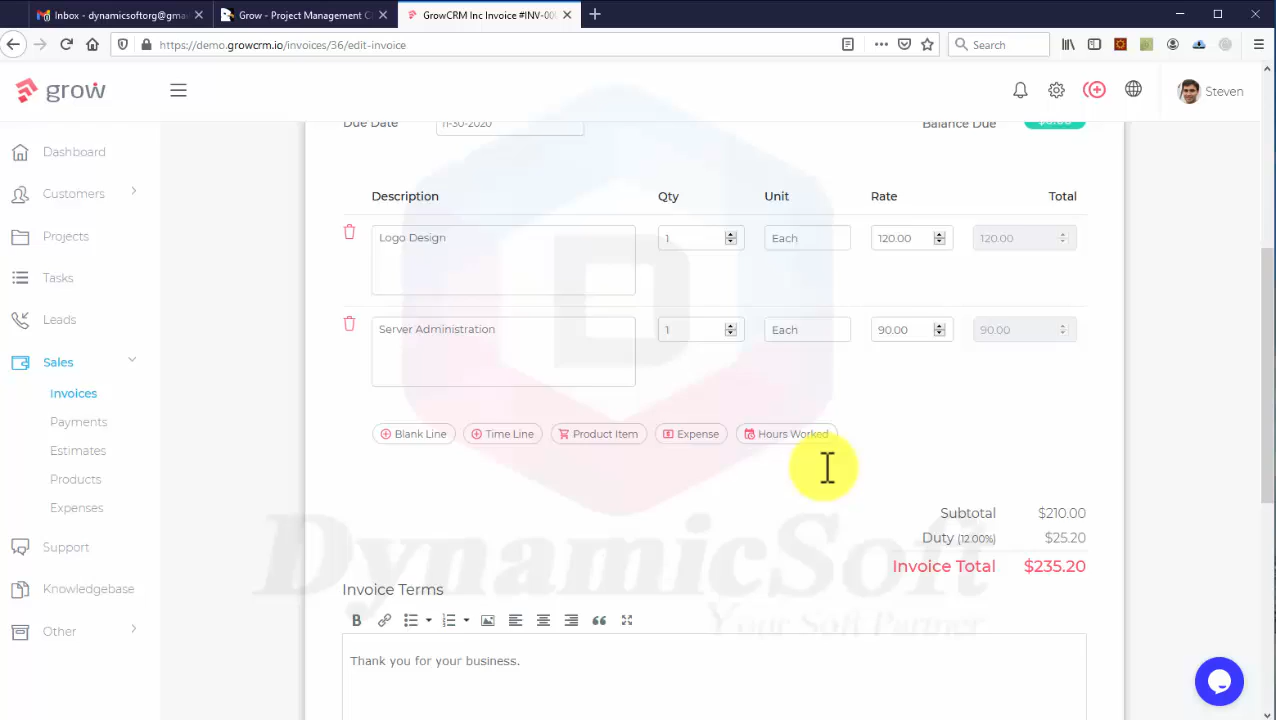 Inbox - dynamicsoftorg@gma
Grow - Project Management C
GrowCRM Inc Invoice #INV-00
https://demo.growcrm.io/invoices/36/edit-invoice
Search
grow
Steven
Due Date
11-30-2020
Balance Due
Dashboard
Customers
Projects
Tasks
Leads
Sales
Invoices
Payments
Estimates
Products
Expenses
Support
Knowledgebase
Other
Description Qty Unit Rate Total
Logo Design 1 Each 120.00 120.00
Server Administration 1 Each 90.00 90.00
Blank Line Time Line Product Item Expense Hours Worked
Subtotal $210.00
Duty (12.00%) $25.20
Invoice Total $235.20
DynamicSoft
Your Soft Partner
Invoice Terms
B
Thank you for your business.